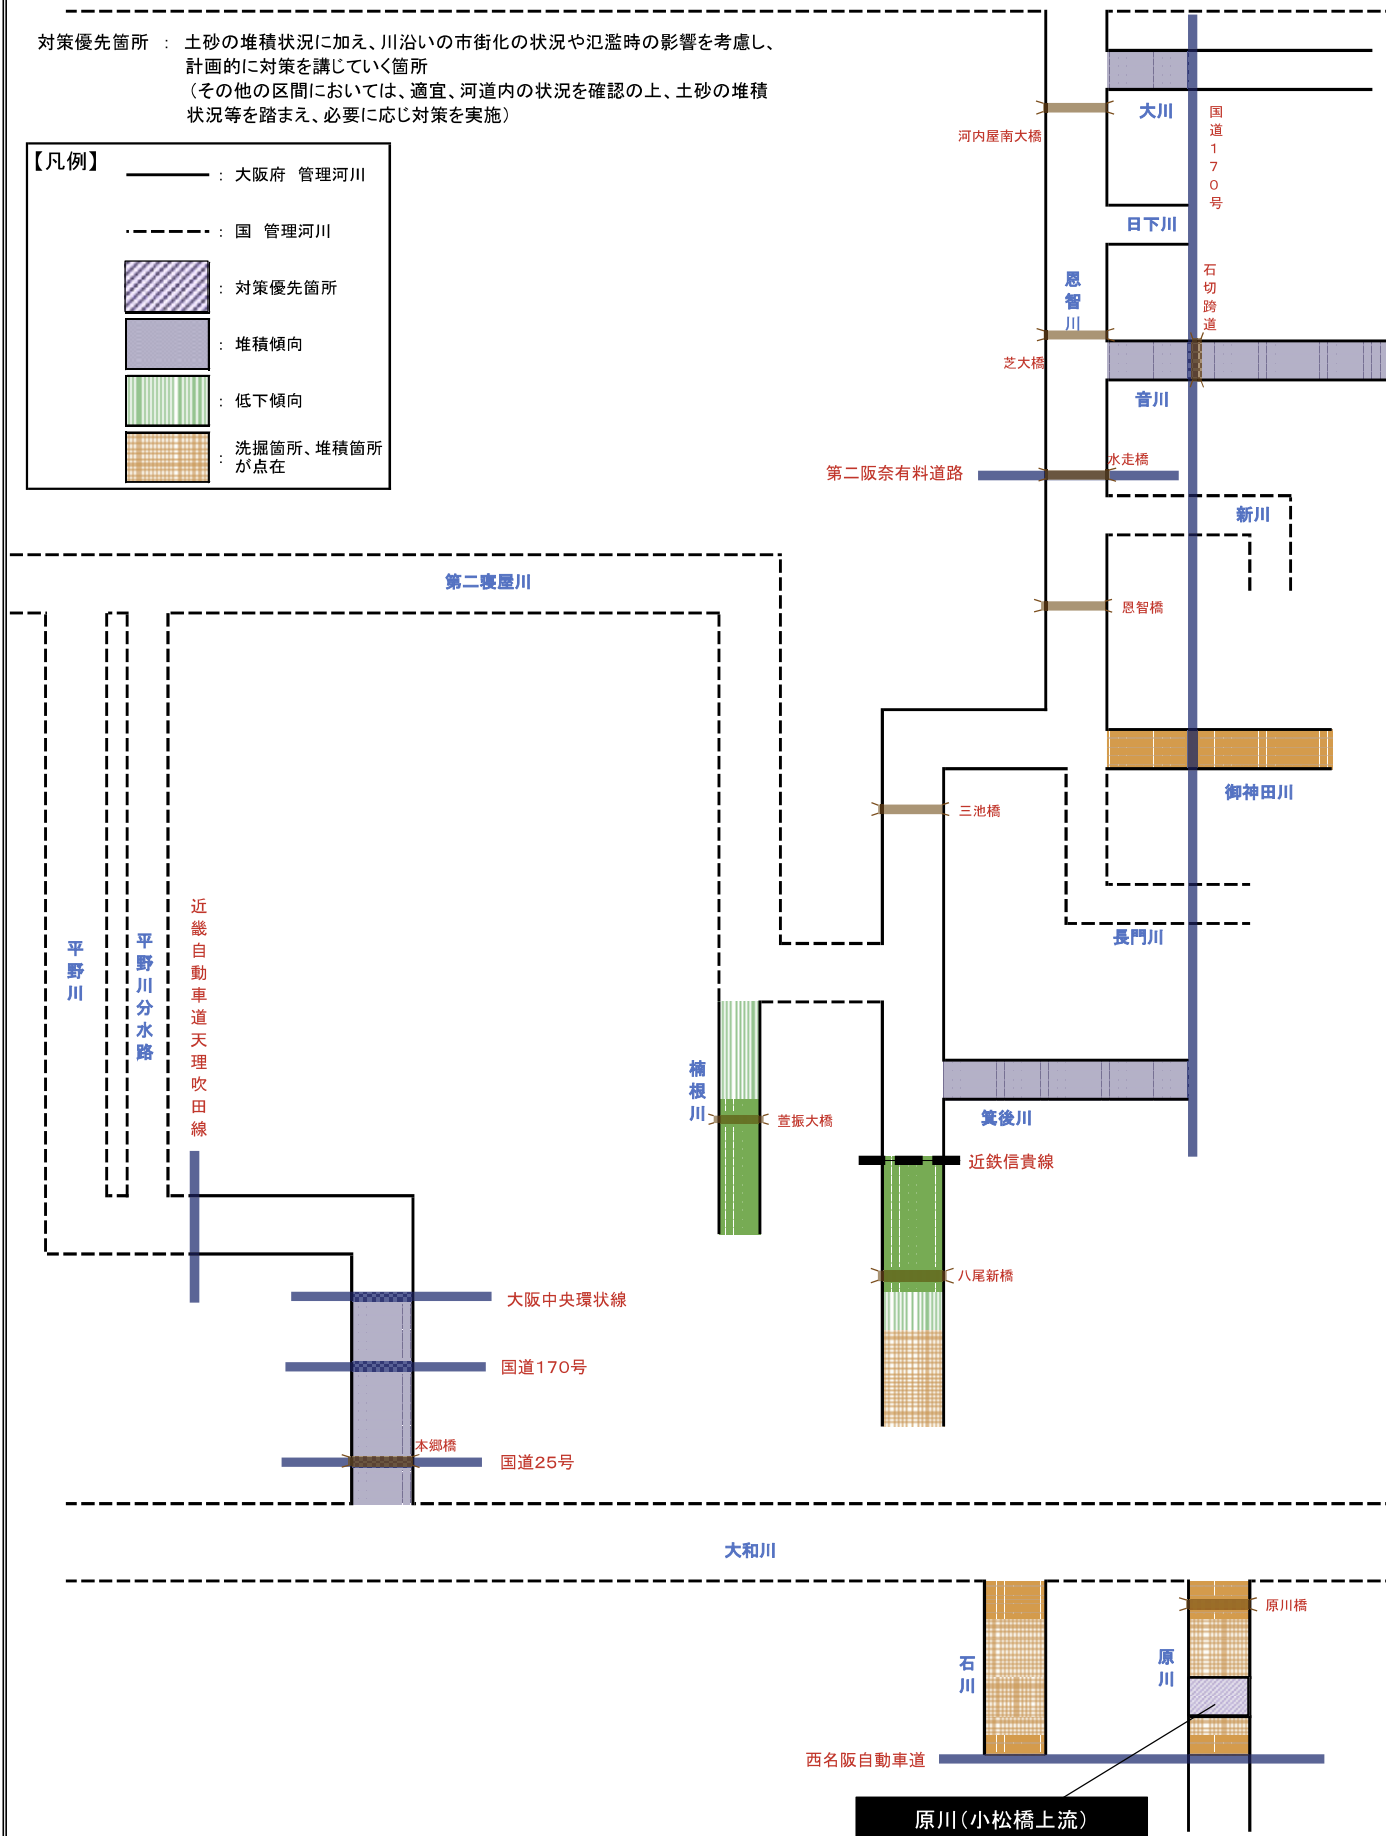 対策優先箇所 : 土砂の堆積状況に加え、川沿いの市街化の状況や氾濫時の影響を考慮し、
計画的に対策を講じていく箇所
(その他の区間においては、適宜、河道内の状況を確認の上、土砂の堆積
状況等を踏まえ、必要に応じ対策を実施)
【凡例】
: 大阪府 管理河川
: 国 管理河川
: 対策優先箇所
: 堆積傾向
: 低下傾向
: 洗掘箇所、堆積箇所
が点在
大川
河内屋南大橋
国道170号
日下川
恩智川
石切跨道
芝大橋
音川
水走橋
第二阪奈有料道路
新川
第二寝屋川
恩智橋
御神田川
三池橋
長門川
平野川
平野川分水路
近畿自動車道天理吹田線
楠根川
萱振大橋
箕後川
近鉄信貴線
八尾新橋
大阪中央環状線
国道170号
本郷橋
国道25号
大和川
原川橋
石川
原川
西名阪自動車道
原川(小松橋上流)